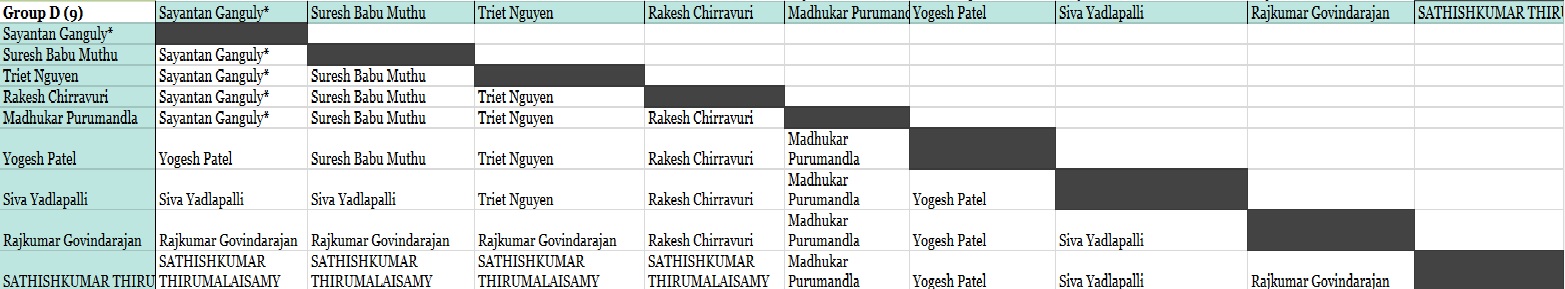 Group D (9) Sayantan Ganguly* Suresh Babu Muthu Triet Nguyen Rakesh Chirravuri Madhukar Purumand Yogesh Patel Siva Yadlapalli Rajkumar Govindarajan SATHISHKUMAR THIRU
Sayantan Ganguly*
Suresh Babu Muthu Sayantan Ganguly*
Triet Nguyen Sayantan Ganguly* Suresh Babu Muthu
Rakesh Chirravuri Sayantan Ganguly* Suresh Babu Muthu Triet Nguyen
Madhukar Purumandla Sayantan Ganguly* Suresh Babu Muthu Triet Nguyen Rakesh Chirravuri
Madhukar
Yogesh Patel Yogesh Patel Suresh Babu Muthu Triet Nguyen Rakesh Chirravuri Purumandla
Madhukar
Siva Yadlapalli Siva Yadlapalli Siva Yadlapalli Triet Nguyen Rakesh Chirravuri Purumandla Yogesh Patel
Madhukar
Rajkumar Govindarajan Rajkumar Govindarajan Rajkumar Govindarajan Rajkumar Govindarajan Rakesh Chirravuri Purumandla Yogesh Patel Siva Yadlapalli
SATHISHKUMAR SATHISHKUMAR SATHISHKUMAR SATHISHKUMAR Madhukar
SATHISHKUMAR THIRU THIRUMALAISAMY THIRUMALAISAMY THIRUMALAISAMY THIRUMALAISAMY Purumandla Yogesh Patel Siva Yadlapalli Rajkumar Govindarajan